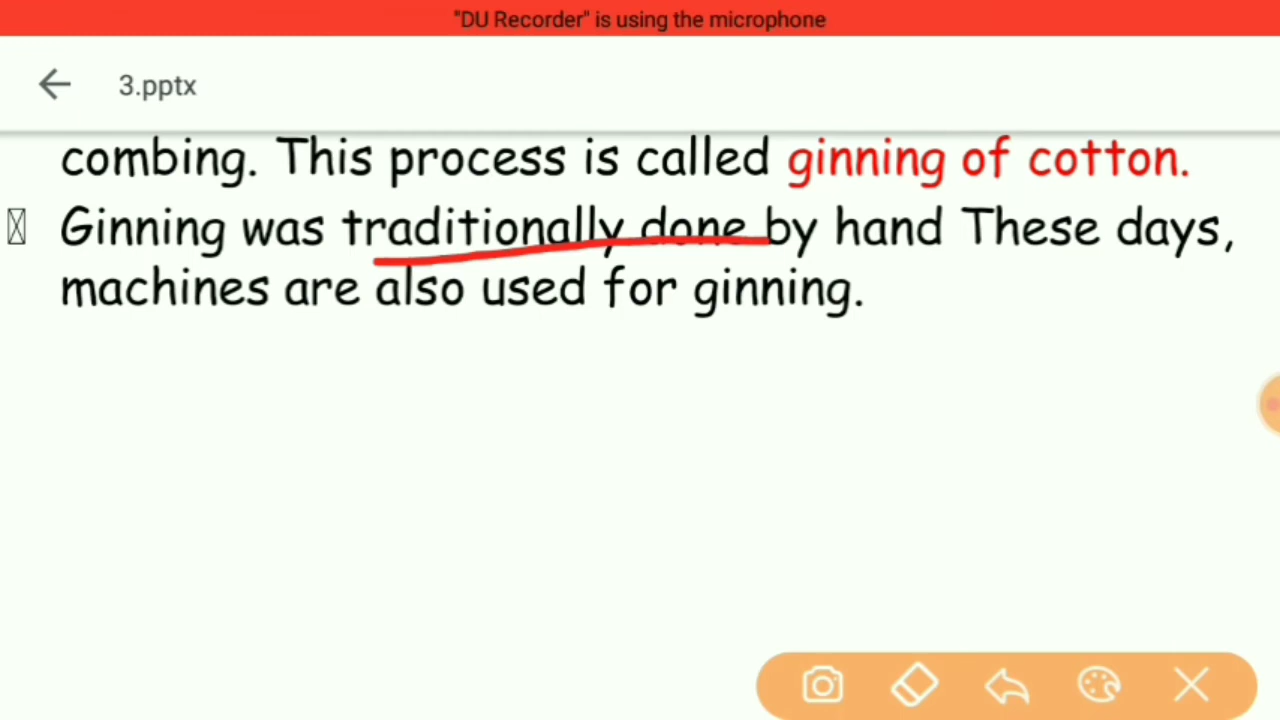 "DU Recorder" is using the microphone
3.pptx
combing. This process is called ginning of cotton.
Ginning was traditionally done by hand These days,
machines are also used for ginning.